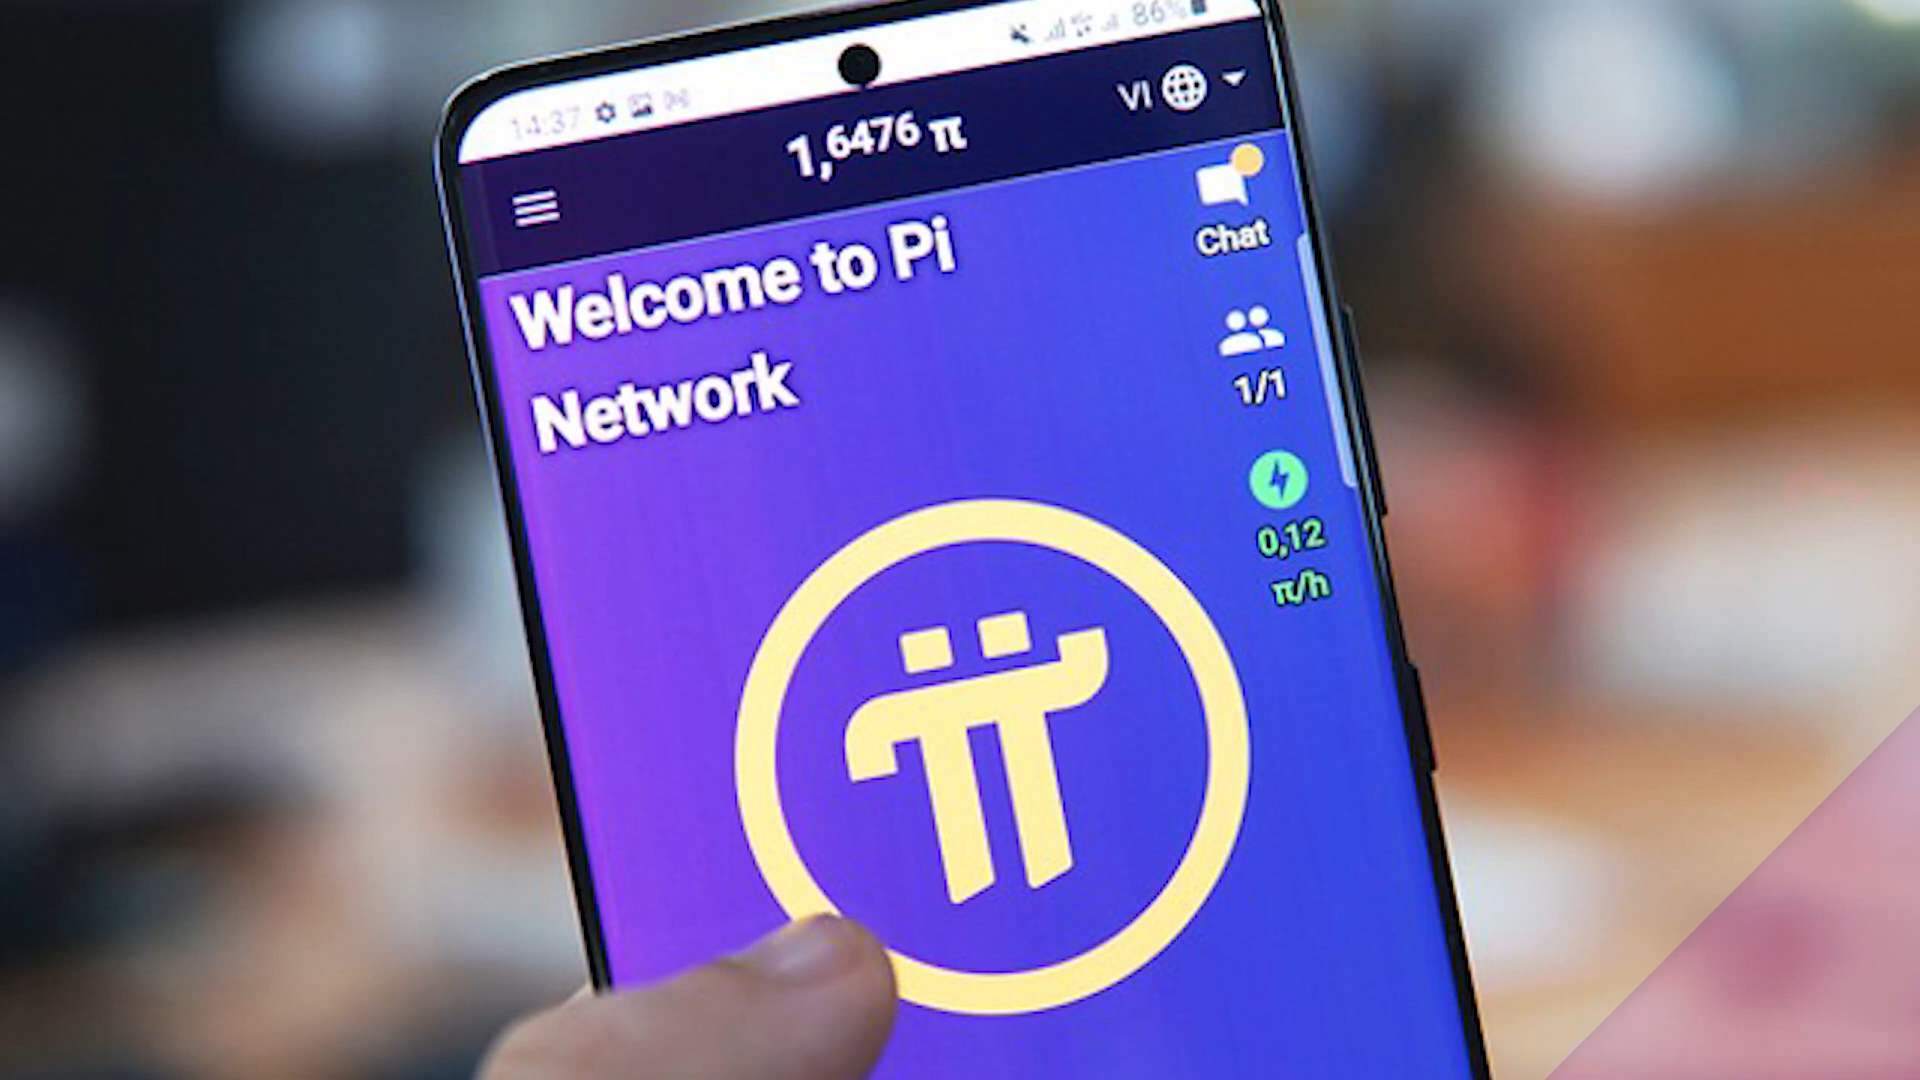 14:37
86%
1,6476 π
VI
Welcome to Pi
Network
Chat
1/1
0,12
π/h